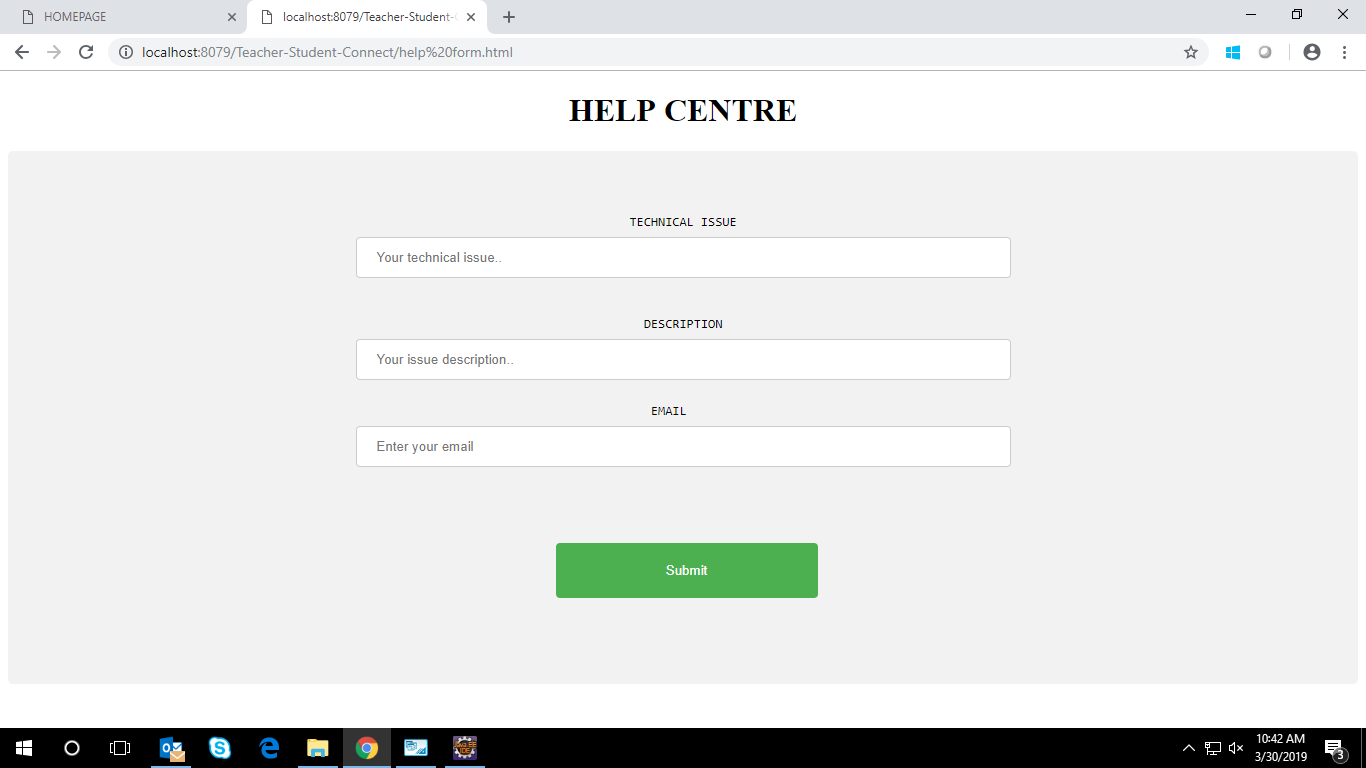 HOMEPAGE
localhost:8079/Teacher-Student-
localhost:8079/Teacher-Student-Connect/help%20form.html
HELP CENTRE
TECHNICAL ISSUE
Your technical issue..
DESCRIPTION
Your issue description..
EMAIL
Enter your email
Submit
10:42 AM
3/30/2019
3